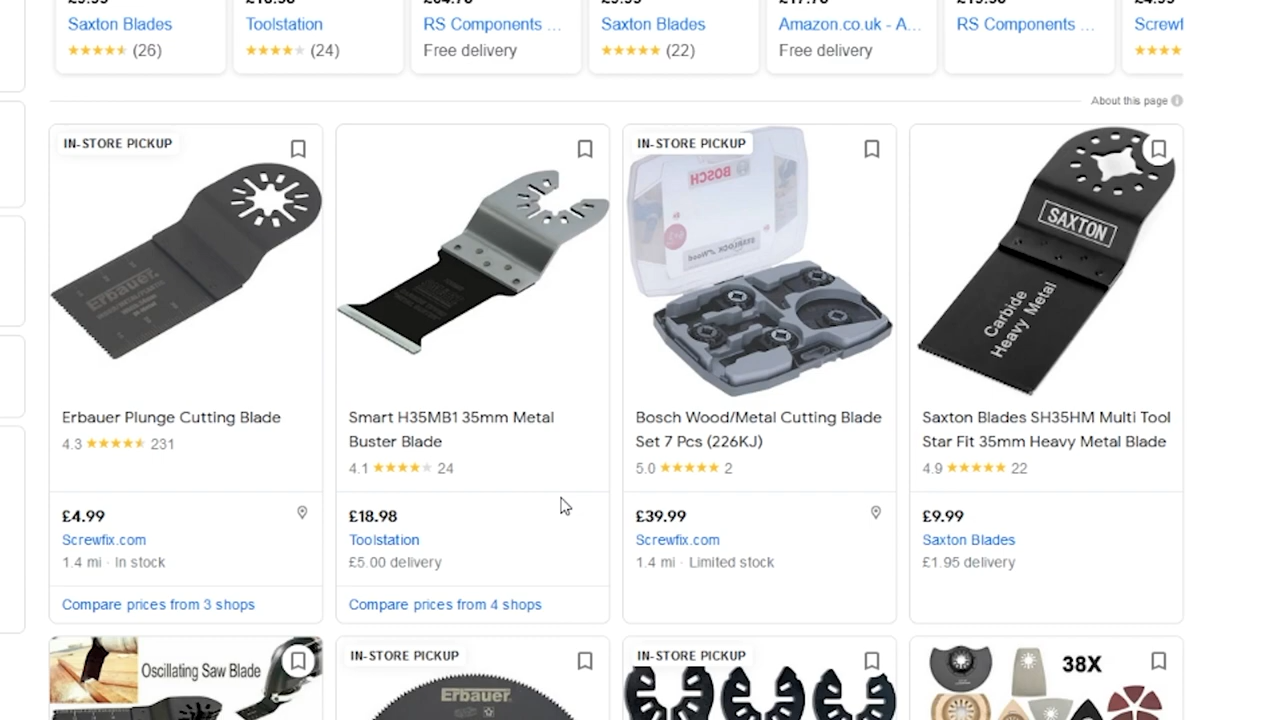 Saxton Blades
Toolstation
RS Components ...
Saxton Blades
Amazon.co.uk - A...
RS Components ...
Screwf
(26)
(24)
Free delivery
(22)
Free delivery
About this page
IN-STORE PICKUP
Erbauer
Erbauer Plunge Cutting Blade
4.3 231
£4.99
Screwfix.com
1.4 mi · In stock
Compare prices from 3 shops
Smart H35MB1 35mm Metal
Buster Blade
4.1 24
£18.98
Toolstation
£5.00 delivery
Compare prices from 4 shops
IN-STORE PICKUP
BOSCH
Bosch Wood/Metal Cutting Blade
Set 7 Pcs (226KJ)
5.0 2
£39.99
Screwfix.com
1.4 mi · Limited stock
SAXTON
Carbide
Heavy Metal
Saxton Blades SH35HM Multi Tool
Star Fit 35mm Heavy Metal Blade
4.9 22
£9.99
Saxton Blades
£1.95 delivery
Oscillating Saw Blade
IN-STORE PICKUP
Erbauer
IN-STORE PICKUP
38X